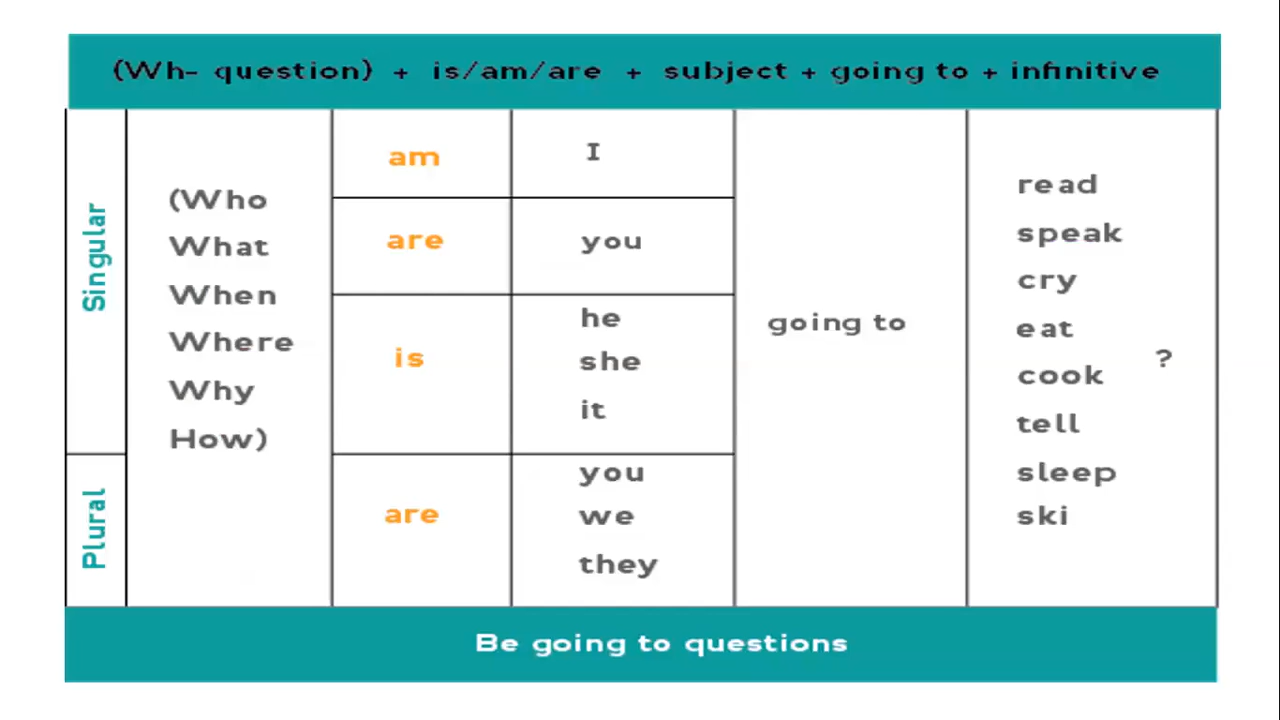 (Wh- question) + is/am/are + subject + going to + infinitive
Singular
(Who
What
When
Where
Why
How)
am
I
are
you
is
he
she
it
going to
read
speak
cry
eat
cook
tell
sleep
ski
?
Plural
are
you
we
they
Be going to questions